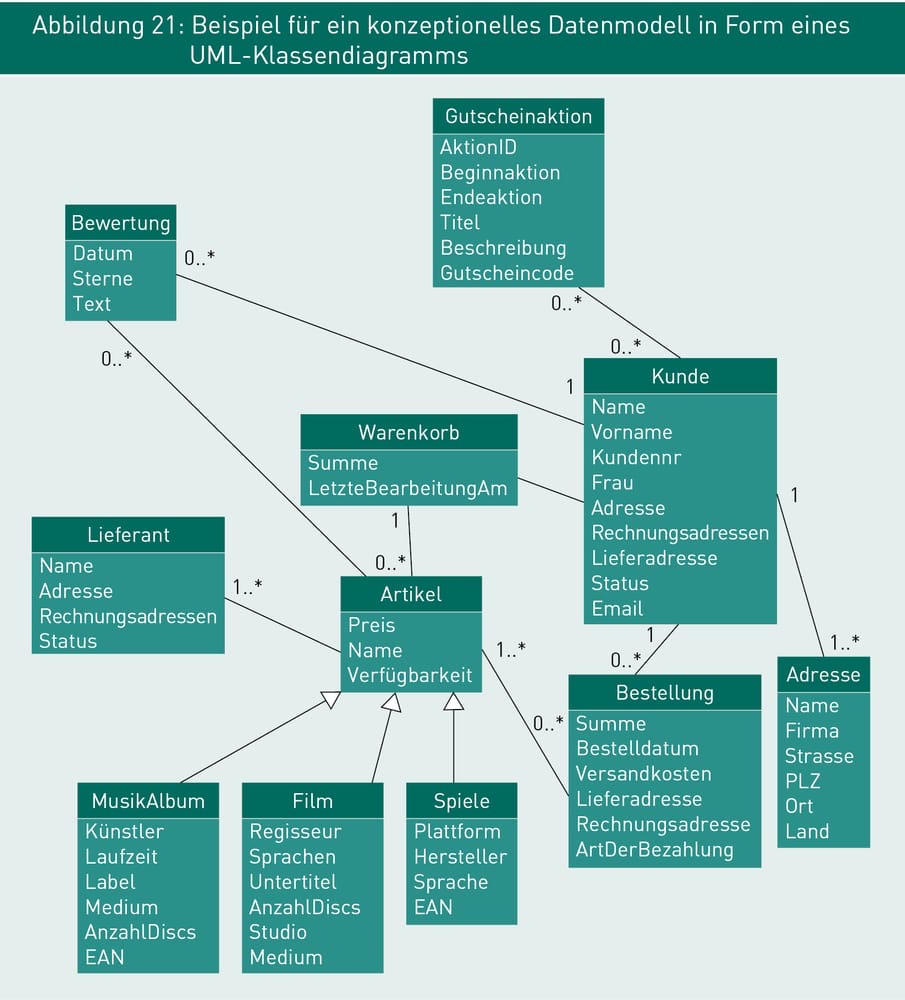 Abbildung 21: Beispiel für ein konzeptionelles Datenmodell in Form eines
UML-Klassendiagramms
Gutscheinaktion
AktionID
Beginnaktion
Endeaktion
Titel
Beschreibung
Gutscheincode
0..*
0..*
Bewertung
Datum
Sterne
Text
0..*
0..*
1
Kunde
Name
Vorname
Kundennr
Frau
Adresse
Rechnungsadressen
Lieferadresse
Status
Email
1
1..*
1
0..*
Warenkorb
Summe
LetzteBearbeitungAm
1
0..*
Lieferant
Name
Adresse
Rechnungsadressen
Status
1..*
Artikel
Preis
Name
Verfügbarkeit
1..*
0..*
Bestellung
Summe
Bestelldatum
Versandkosten
Lieferadresse
Rechnungsadresse
ArtDerBezahlung
Adresse
Name
Firma
Strasse
PLZ
Ort
Land
MusikAlbum
Künstler
Laufzeit
Label
Medium
AnzahlDiscs
EAN
Film
Regisseur
Sprachen
Untertitel
AnzahlDiscs
Studio
Medium
Spiele
Plattform
Hersteller
Sprache
EAN